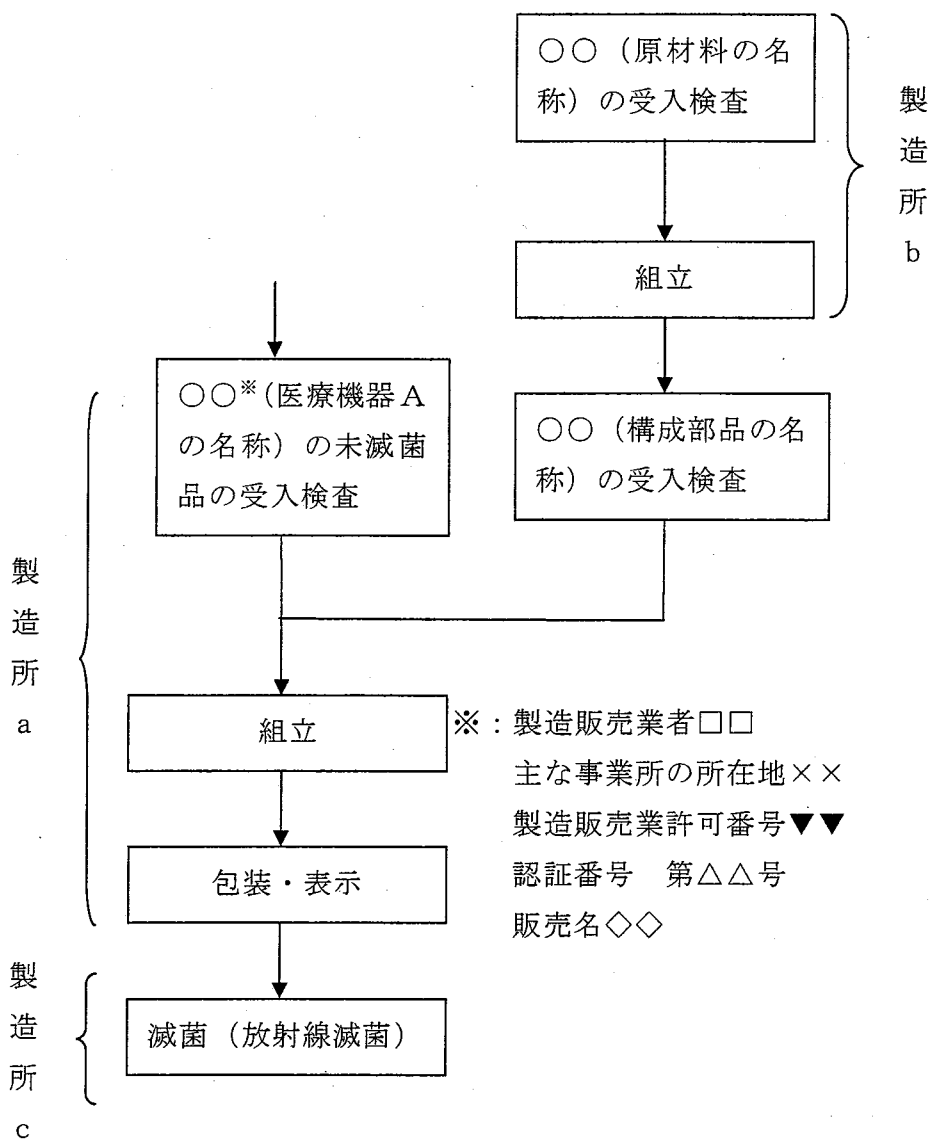 ○○（原材料の名
称）の受入検査
製
造
所
b
組立
○○※（医療機器A
の名称）の未滅菌
品の受入検査
○○（構成部品の名
称）の受入検査
製
造
所
a
組立
※：製造販売業者□□
主な事業所の所在地××
製造販売業許可番号▼▼
認証番号　第△△号
販売名◇◇
包装・表示
製
造
所
c
滅菌（放射線滅菌）